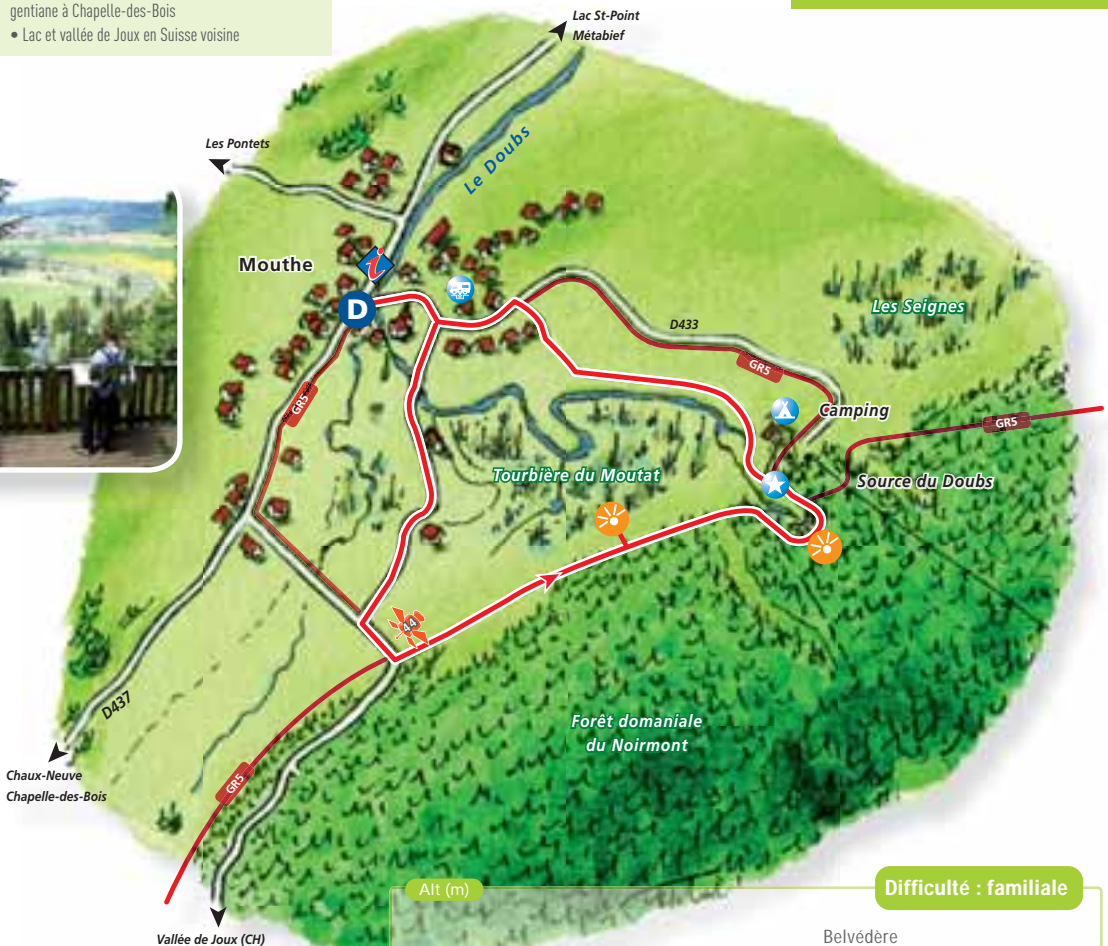 gentiane à Chapelle-des-Bois
• Lac et vallée de Joux en Suisse voisine
Lac St-Point
Métabief
Les Pontets
Le Doubs
Mouthe
i
D
Les Seignes
D433
GR5
GR5
Camping
GR5
Tourbière du Moutat
Source du Doubs
44
Forêt domaniale
du Noirmont
D437
GR5
Chaux-Neuve
Chapelle-des-Bois
Vallée de Joux (CH)
Alt (m)
Difficulté : familiale
Belvédère